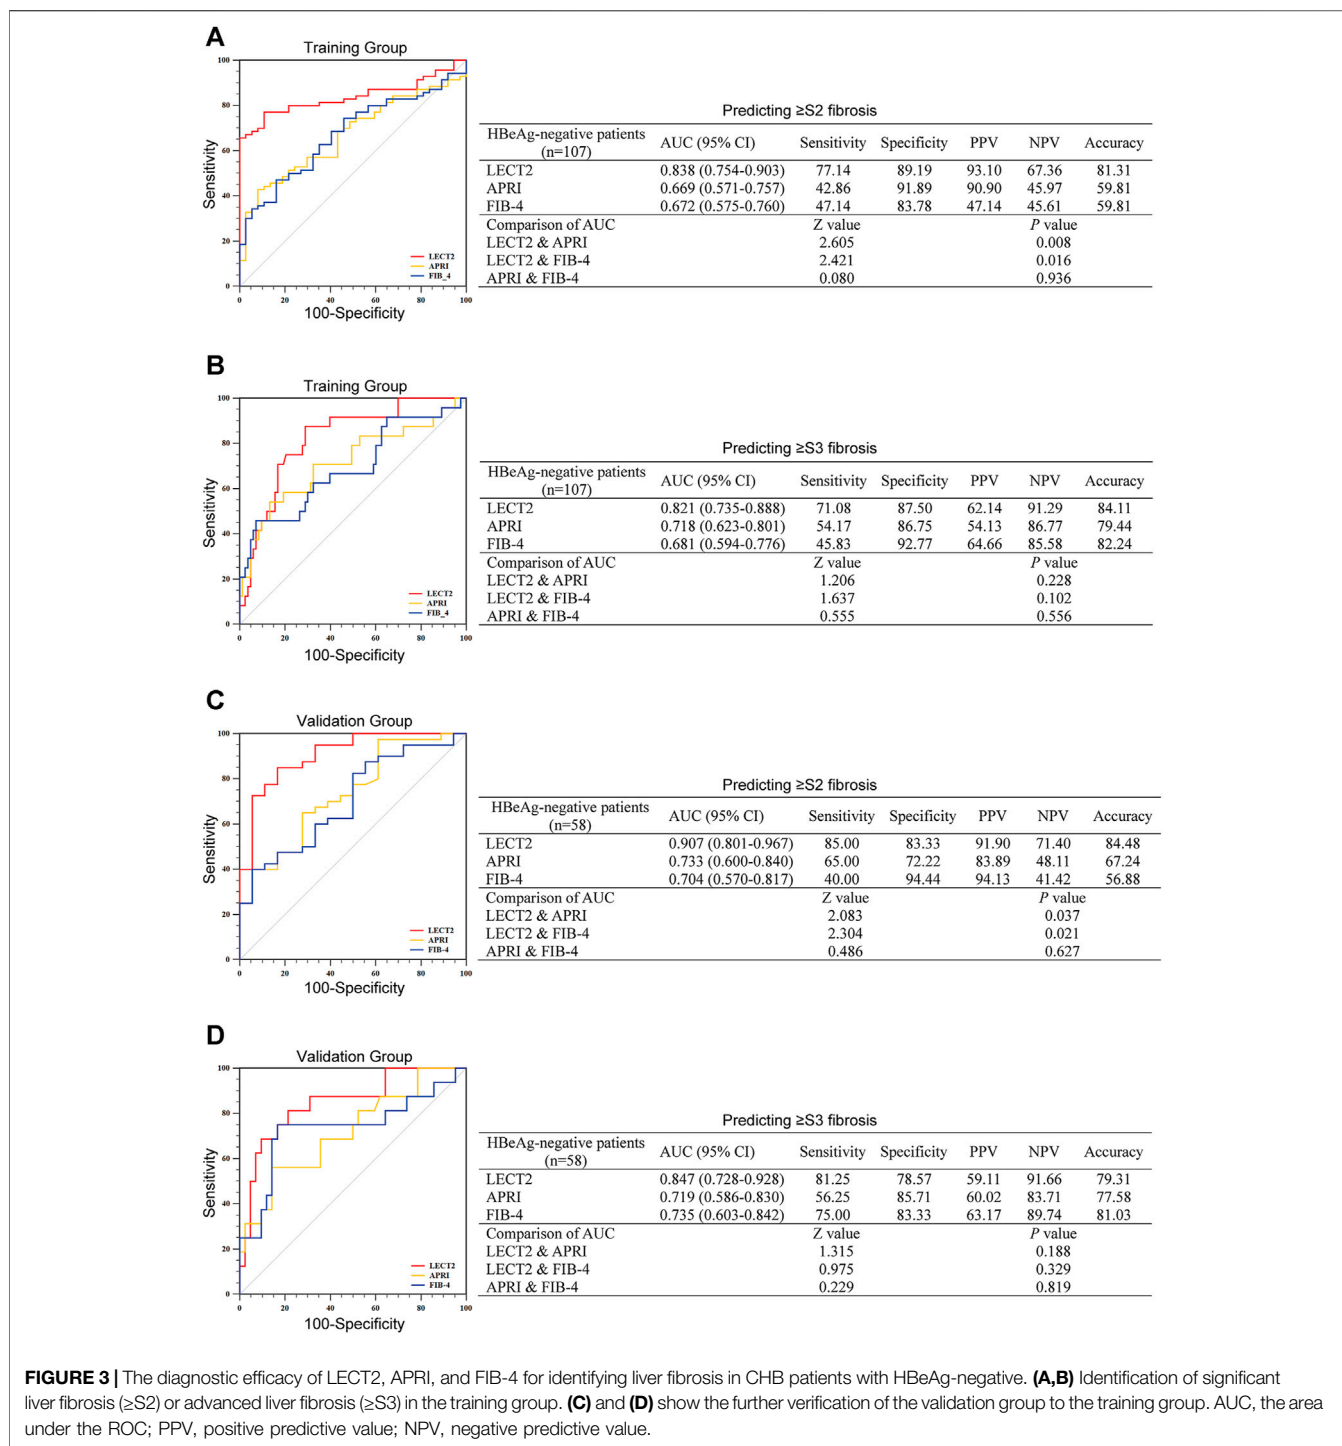 A
Training Group
100
80
60
40
20
0
Sensitivity
LECT2
APRI
FIB_4
0 20 40 60 80 100
100-Specificity
Predicting ≥S2 fibrosis
HBeAg-negative patients (n=107) AUC (95% CI) Sensitivity Specificity PPV NPV Accuracy
LECT2 0.838 (0.754-0.903) 77.14 89.19 93.10 67.36 81.31
APRI 0.669 (0.571-0.757) 42.86 91.89 90.90 45.97 59.81
FIB-4 0.672 (0.575-0.760) 47.14 83.78 47.14 45.61 59.81
Comparison of AUC Z value P value
LECT2 & APRI 2.605 0.008
LECT2 & FIB-4 2.421 0.016
APRI & FIB-4 0.080 0.936
B
Training Group
100
80
60
40
20
0
Sensitivity
LECT2
APRI
FIB_4
0 20 40 60 80 100
100-Specificity
Predicting ≥S3 fibrosis
HBeAg-negative patients (n=107) AUC (95% CI) Sensitivity Specificity PPV NPV Accuracy
LECT2 0.821 (0.735-0.888) 71.08 87.50 62.14 91.29 84.11
APRI 0.718 (0.623-0.801) 54.17 86.75 54.13 86.77 79.44
FIB-4 0.681 (0.594-0.776) 45.83 92.77 64.66 85.58 82.24
Comparison of AUC Z value P value
LECT2 & APRI 1.206 0.228
LECT2 & FIB-4 1.637 0.102
APRI & FIB-4 0.555 0.556
C
Validation Group
100
80
60
40
20
0
Sensitivity
LECT2
APRI
FIB-4
0 20 40 60 80 100
100-Specificity
Predicting ≥S2 fibrosis
HBeAg-negative patients (n=58) AUC (95% CI) Sensitivity Specificity PPV NPV Accuracy
LECT2 0.907 (0.801-0.967) 85.00 83.33 91.90 71.40 84.48
APRI 0.733 (0.600-0.840) 65.00 72.22 83.89 48.11 67.24
FIB-4 0.704 (0.570-0.817) 40.00 94.44 94.13 41.42 56.88
Comparison of AUC Z value P value
LECT2 & APRI 2.083 0.037
LECT2 & FIB-4 2.304 0.021
APRI & FIB-4 0.486 0.627
D
Validation Group
100
80
60
40
20
0
Sensitivity
LECT2
APRI
FIB-4
0 20 40 60 80 100
100-Specificity
Predicting ≥S3 fibrosis
HBeAg-negative patients (n=58) AUC (95% CI) Sensitivity Specificity PPV NPV Accuracy
LECT2 0.847 (0.728-0.928) 81.25 78.57 59.11 91.66 79.31
APRI 0.719 (0.586-0.830) 56.25 85.71 60.02 83.71 77.58
FIB-4 0.735 (0.603-0.842) 75.00 83.33 63.17 89.74 81.03
Comparison of AUC Z value P value
LECT2 & APRI 1.315 0.188
LECT2 & FIB-4 0.975 0.329
APRI & FIB-4 0.229 0.819
FIGURE 3 | The diagnostic efficacy of LECT2, APRI, and FIB-4 for identifying liver fibrosis in CHB patients with HBeAg-negative. (A,B) Identification of significant
liver fibrosis (≥S2) or advanced liver fibrosis (≥S3) in the training group. (C) and (D) show the further verification of the validation group to the training group. AUC, the area
under the ROC; PPV, positive predictive value; NPV, negative predictive value.